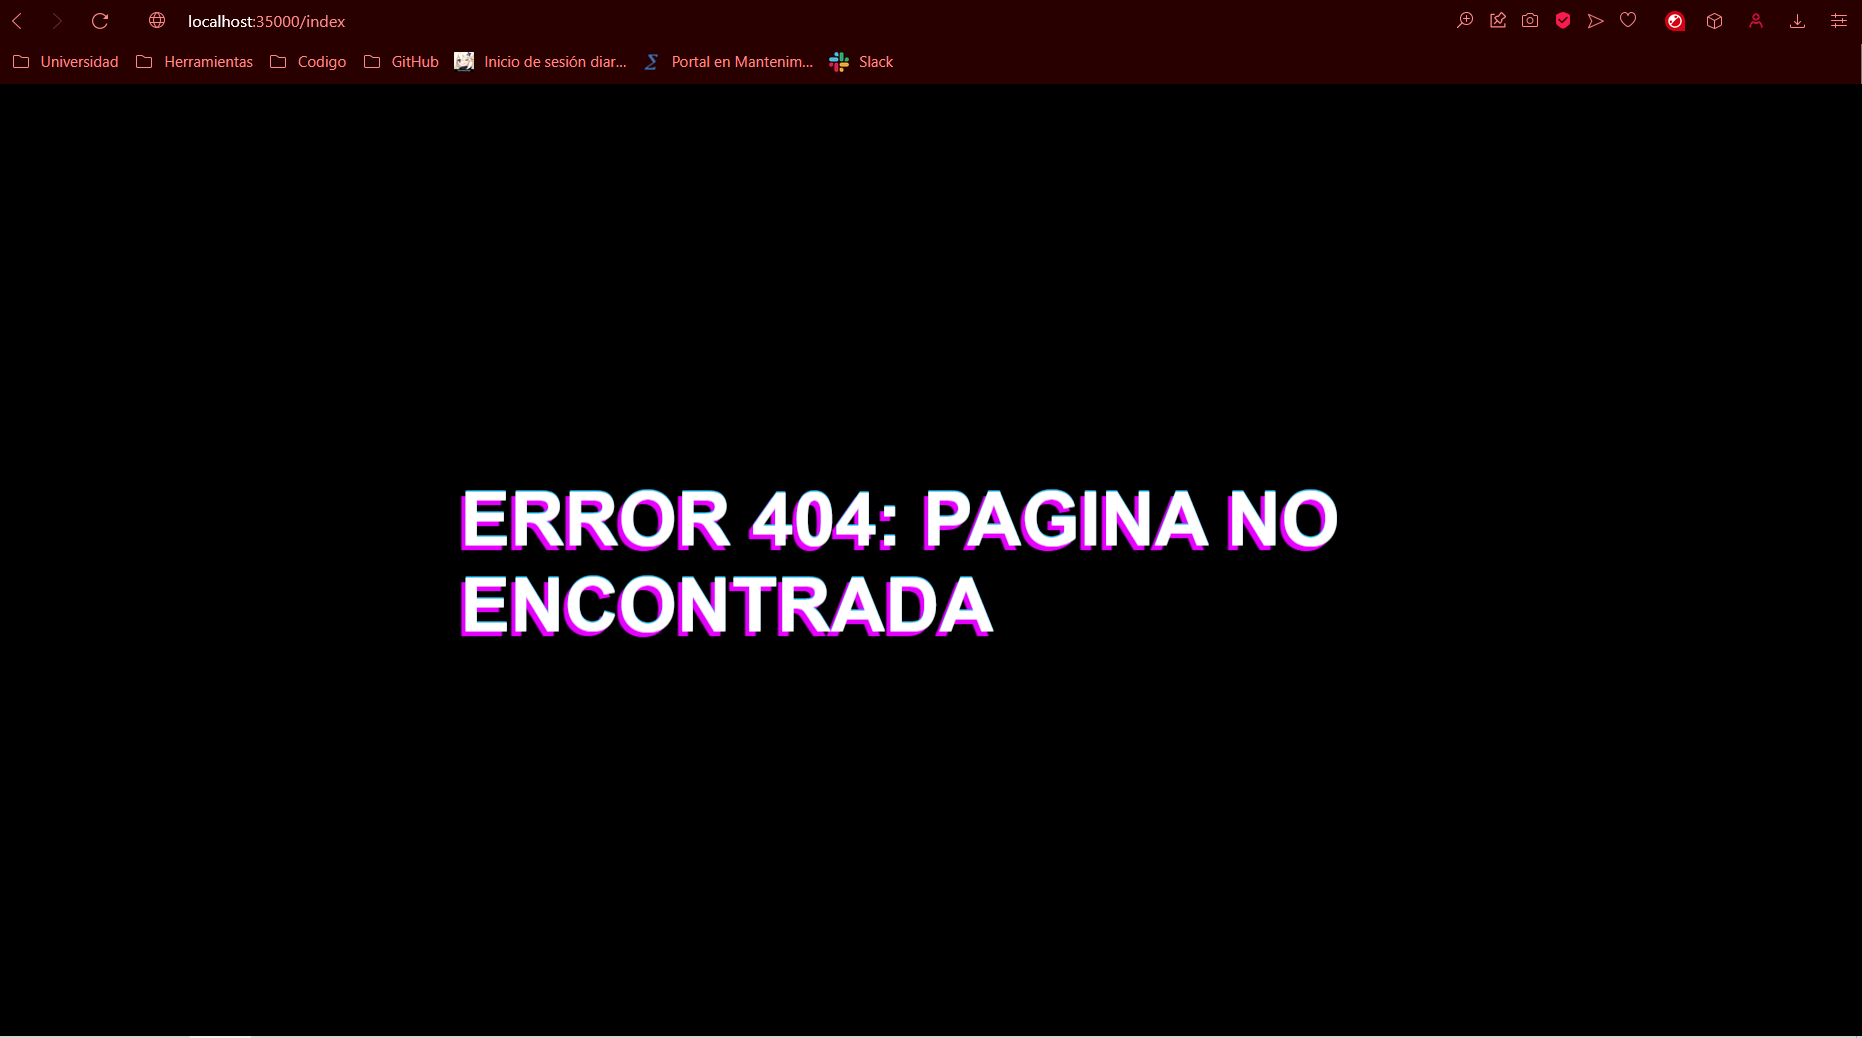 localhost:35000/index
Universidad Herramientas Codigo GitHub Inicio de sesión diar... Portal en Mantenim... Slack
ERROR 404: PAGINA NO
ENCONTRADA